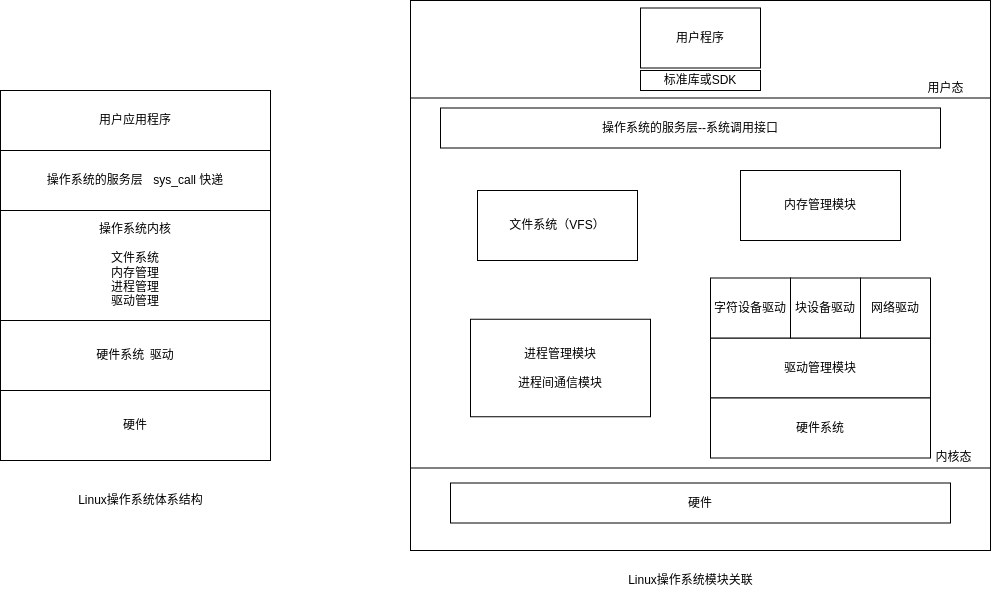 用户应用程序
操作系统的服务层 sys_call 快递
操作系统内核
文件系统
内存管理
进程管理
驱动管理
硬件系统 驱动
硬件
Linux操作系统体系结构
用户程序
标准库或SDK
用户态
操作系统的服务层--系统调用接口
文件系统（VFS）
内存管理模块
字符设备驱动
块设备驱动
网络驱动
进程管理模块
进程间通信模块
驱动管理模块
硬件系统
内核态
硬件
Linux操作系统模块关联